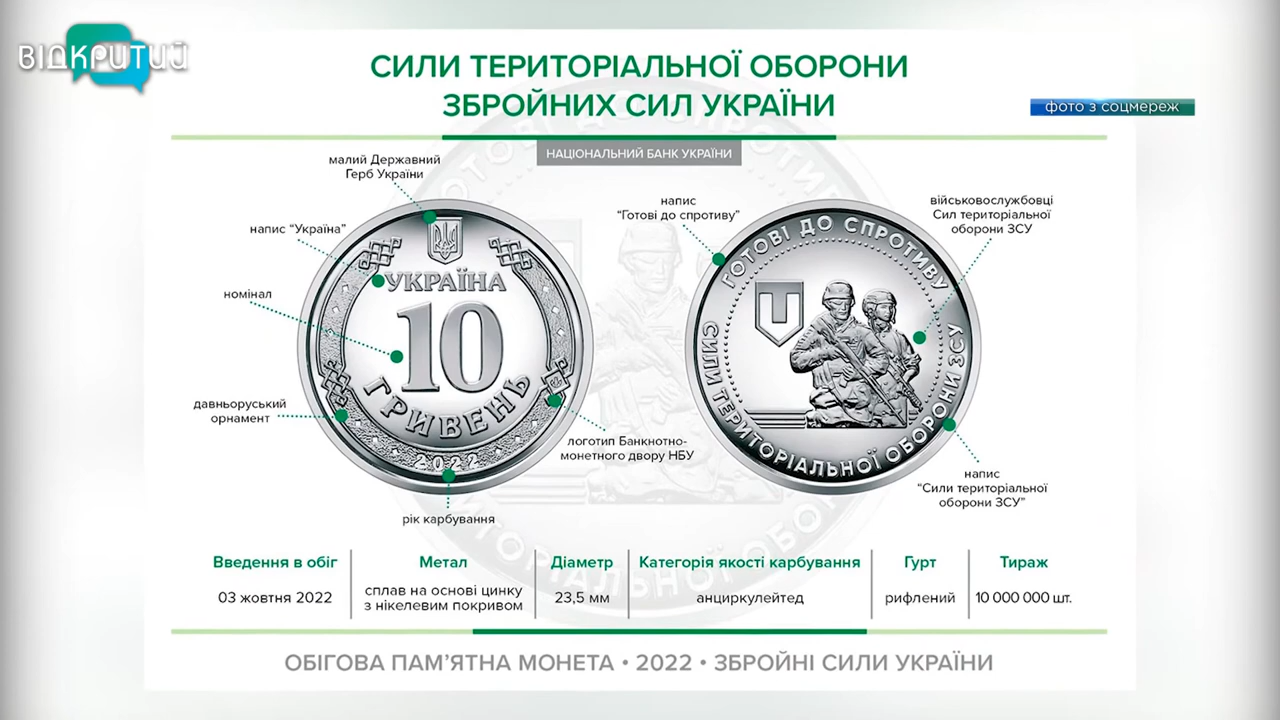 ВІДКРИТИЙ
СИЛИ ТЕРИТОРІАЛЬНОЇ ОБОРОНИ
ЗБРОЙНИХ СИЛ УКРАЇНИ
фото з соцмереж
НАЦІОНАЛЬНИЙ БАНК УКРАЇНИ
малий Державний
Герб України
напис “Україна”
номінал
давньоруський
орнамент
УКРАЇНА
10
ГРИВЕНЬ
2022
логотип Банкнотно-
монетного двору НБУ
рік карбування
напис
“Готові до спротиву”
військовослужбовці
Сил територіальної
оборони ЗСУ
ГОТОВІ ДО СПРОТИВУ
СИЛИ ТЕРИТОРІАЛЬНОЇ ОБОРОНИ ЗСУ
напис
“Сили територіальної
оборони ЗСУ”
Введення в обіг
03 жовтня 2022
Метал
сплав на основі цинку
з нікелевим покривом
Діаметр
23,5 мм
Категорія якості карбування
анциркулейтед
Гурт
рифлений
Тираж
10 000 000 шт.
ОБІГОВА ПАМ’ЯТНА МОНЕТА • 2022 • ЗБРОЙНІ СИЛИ УКРАЇНИ